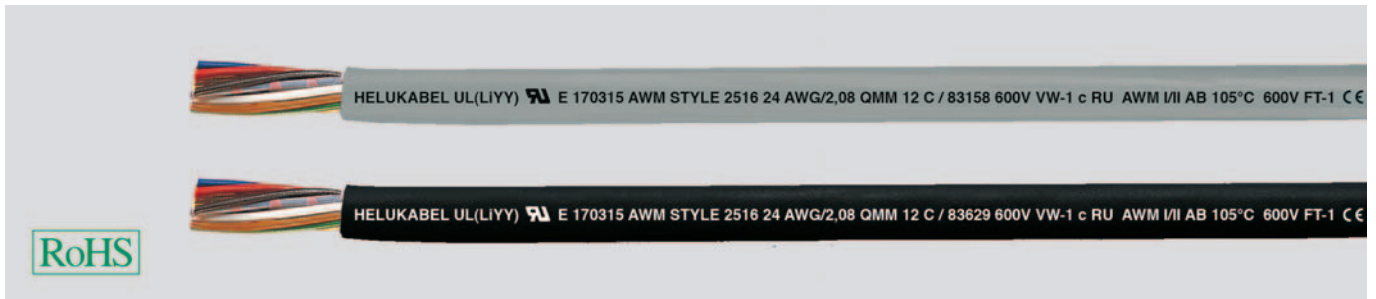 HELUKABEL UL(LiYY) RU E 170315 AWM STYLE 2516 24 AWG/2,08 QMM 12 C / 83158 600V VW-1 c RU AWM I/II AB 105°C 600V FT-1 CE
HELUKABEL UL(LiYY) RU E 170315 AWM STYLE 2516 24 AWG/2,08 QMM 12 C / 83629 600V VW-1 c RU AWM I/II AB 105°C 600V FT-1 CE
RoHS